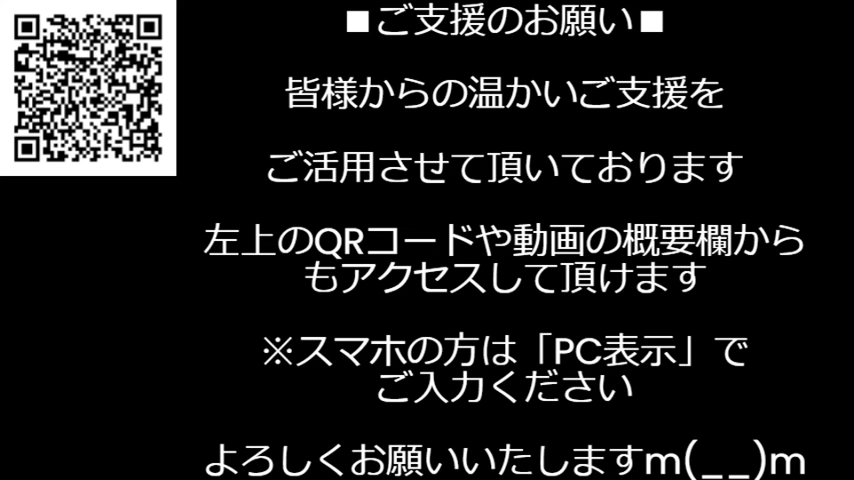 ■ご支援のお願い■
皆様からの温かいご支援を
ご活用させて頂いております
左上のQRコードや動画の概要欄から
もアクセスして頂けます
※スマホの方は「PC表示」で
ご入力ください
よろしくお願いいたしますm(__)m